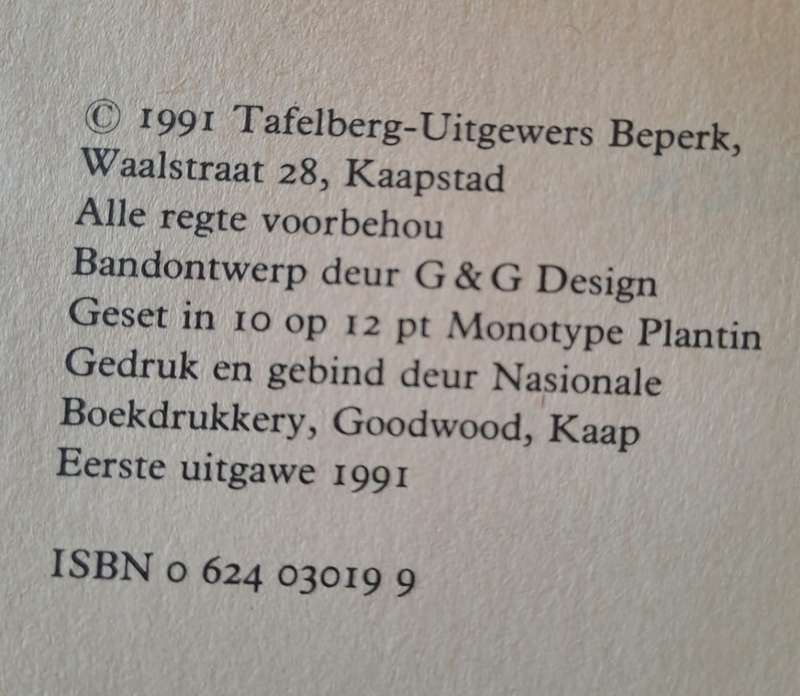 © 1991 Tafelberg-Uitgewers Beperk,
Waalstraat 28, Kaapstad
Alle regte voorbehou
Bandontwerp deur G & G Design
Geset in 10 op 12 pt Monotype Plantin
Gedruk en gebind deur Nasionale
Boekdrukkery, Goodwood, Kaap
Eerste uitgawe 1991
ISBN 0 624 03019 9